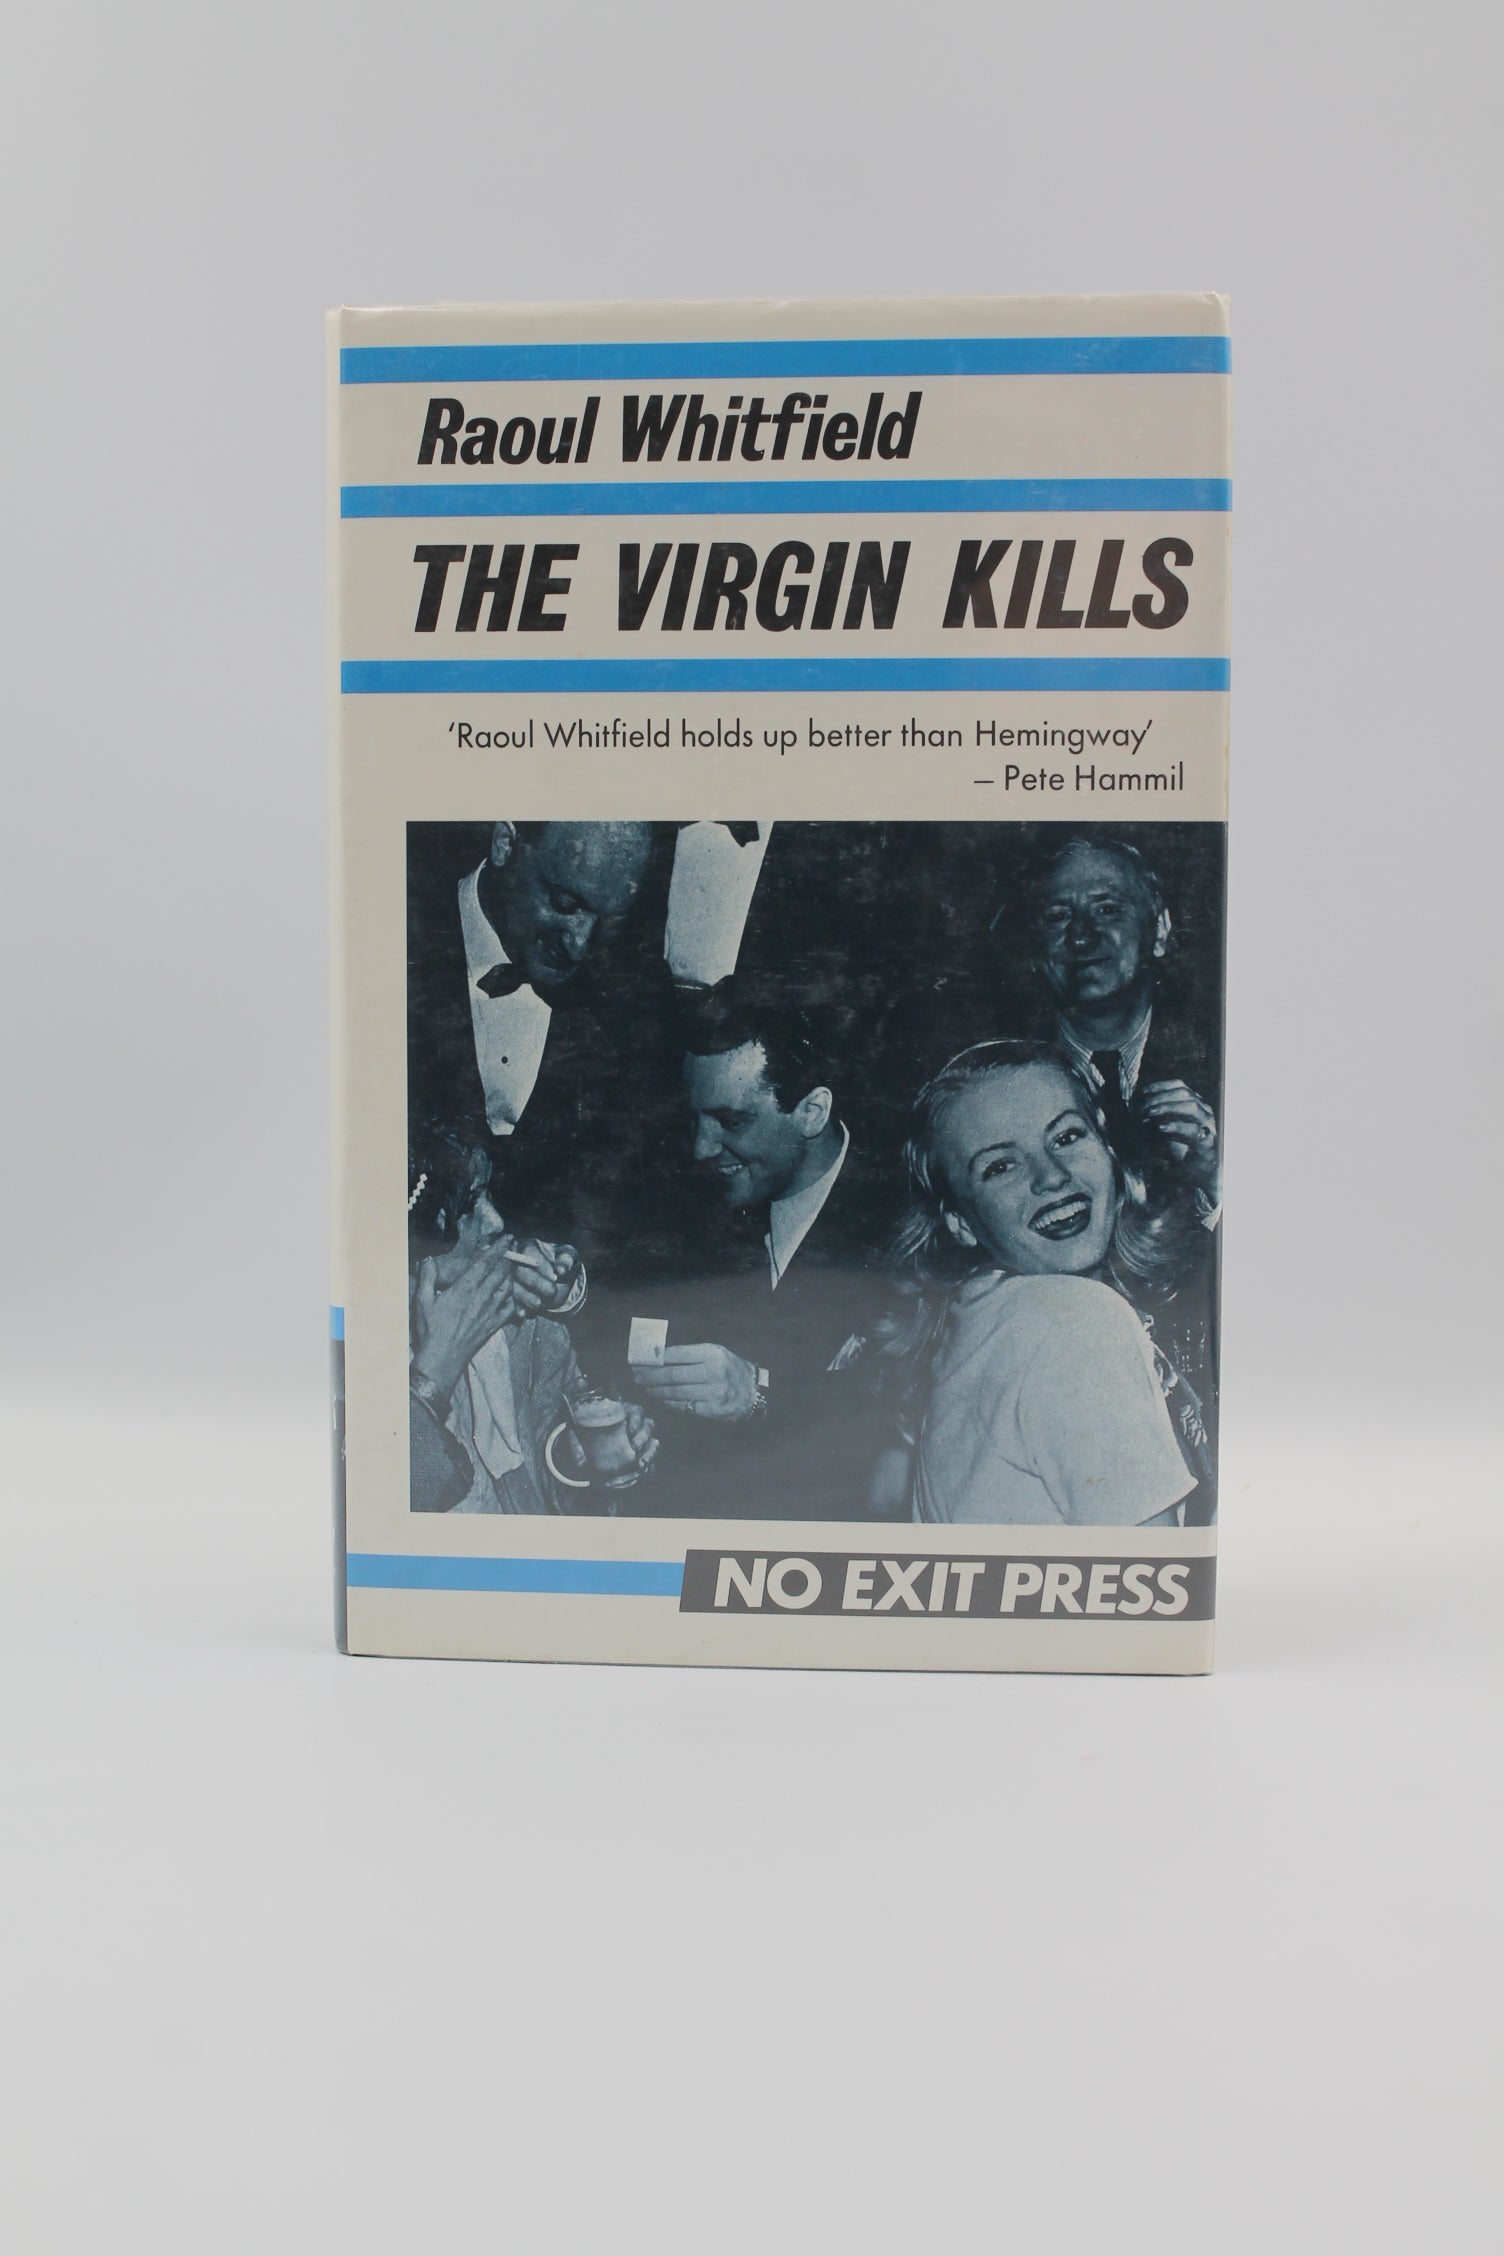 Raoul Whitfield
THE VIRGIN KILLS
‘Raoul Whitfield holds up better than Hemingway’
– Pete Hammil
NO EXIT PRESS